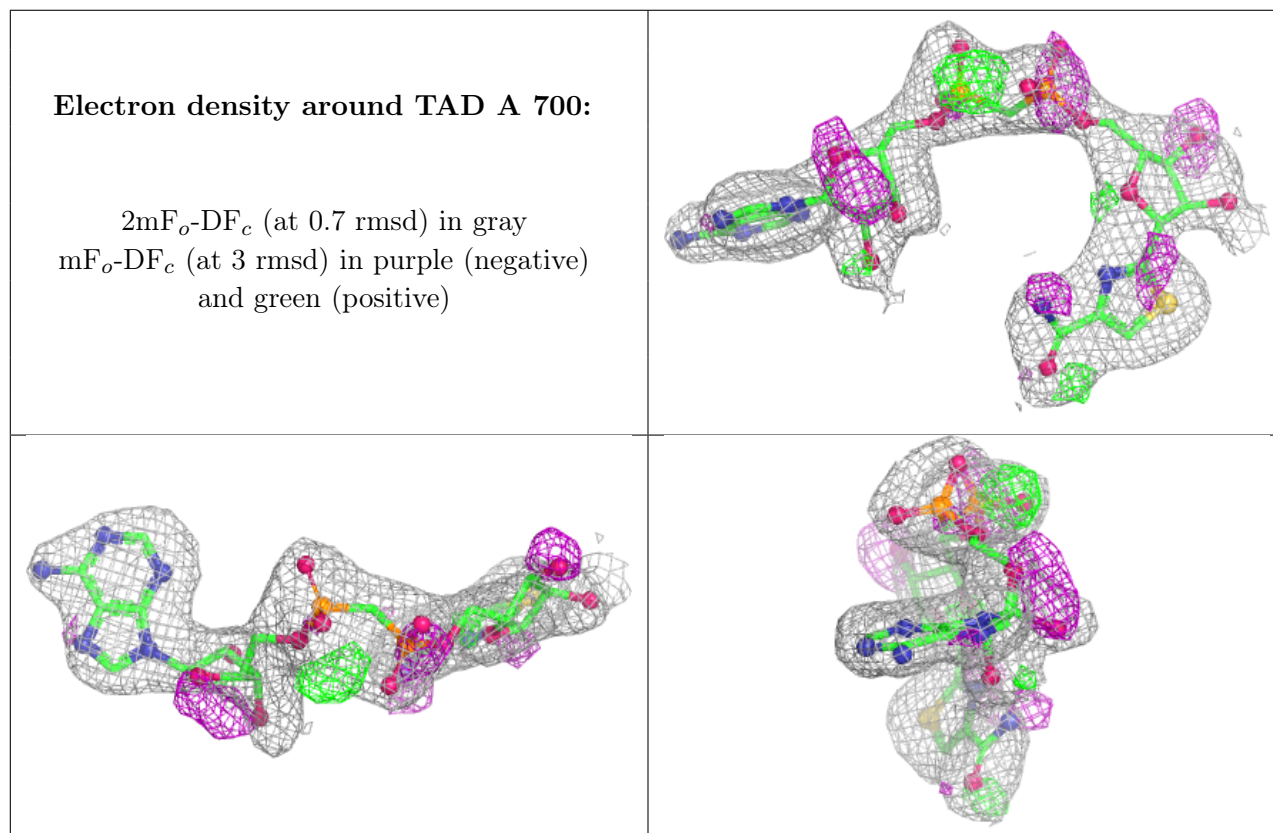 Electron density around TAD A 700:
2mFₒ-DF𝑐 (at 0.7 rmsd) in gray
mFₒ-DF𝑐 (at 3 rmsd) in purple (negative)
and green (positive)